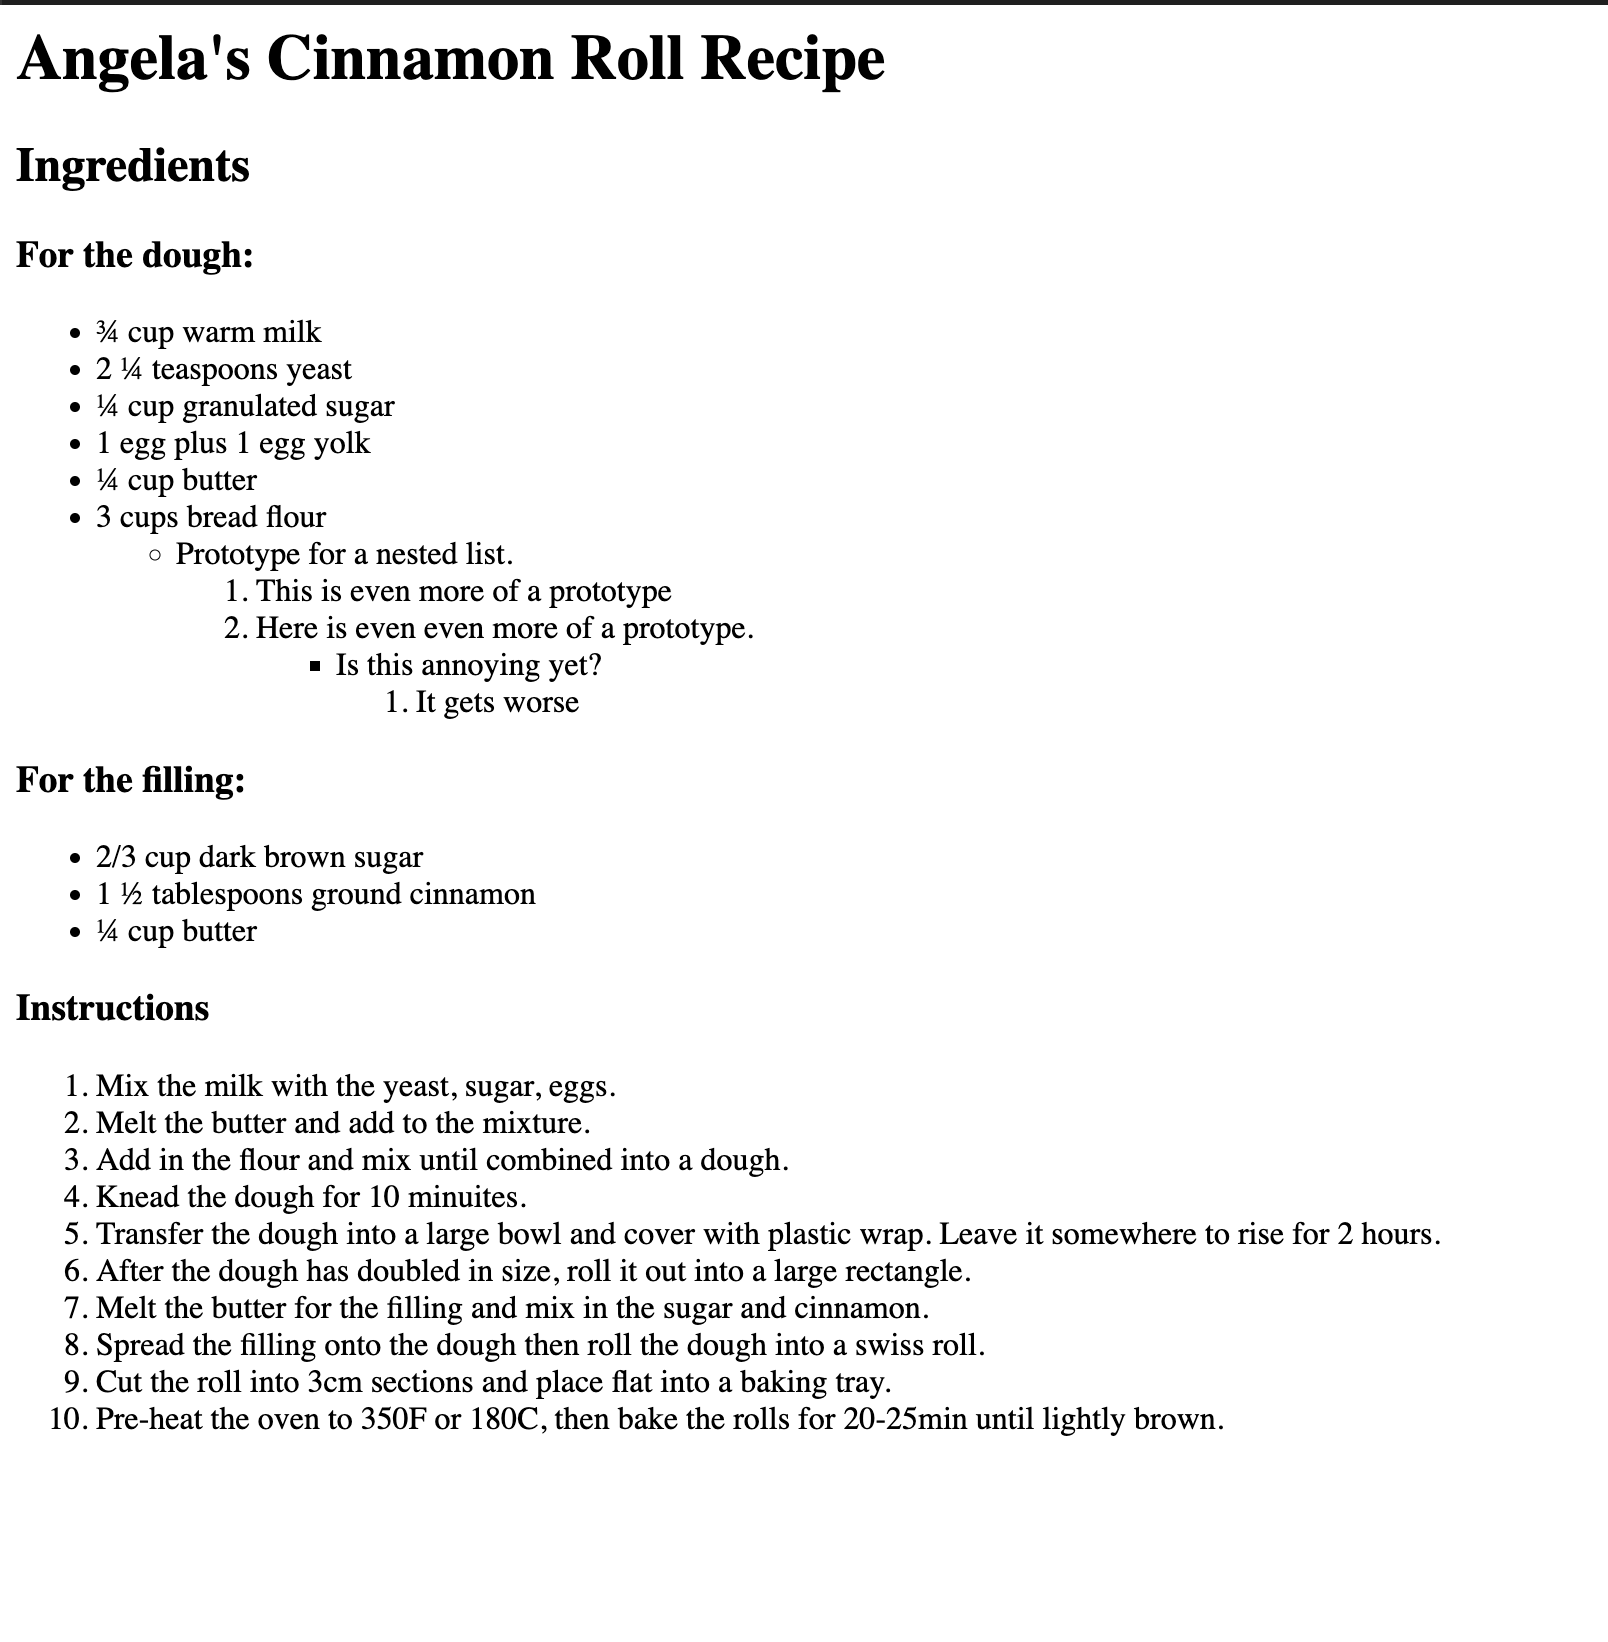 Angela's Cinnamon Roll Recipe
Ingredients
For the dough:
• ¾ cup warm milk
• 2 ¼ teaspoons yeast
• ¼ cup granulated sugar
• 1 egg plus 1 egg yolk
• ¼ cup butter
• 3 cups bread flour
◦ Prototype for a nested list.
1. This is even more of a prototype
2. Here is even even more of a prototype.
▪ Is this annoying yet?
1. It gets worse
For the filling:
• 2/3 cup dark brown sugar
• 1 ½ tablespoons ground cinnamon
• ¼ cup butter
Instructions
1. Mix the milk with the yeast, sugar, eggs.
2. Melt the butter and add to the mixture.
3. Add in the flour and mix until combined into a dough.
4. Knead the dough for 10 minuites.
5. Transfer the dough into a large bowl and cover with plastic wrap. Leave it somewhere to rise for 2 hours.
6. After the dough has doubled in size, roll it out into a large rectangle.
7. Melt the butter for the filling and mix in the sugar and cinnamon.
8. Spread the filling onto the dough then roll the dough into a swiss roll.
9. Cut the roll into 3cm sections and place flat into a baking tray.
10. Pre-heat the oven to 350F or 180C, then bake the rolls for 20-25min until lightly brown.